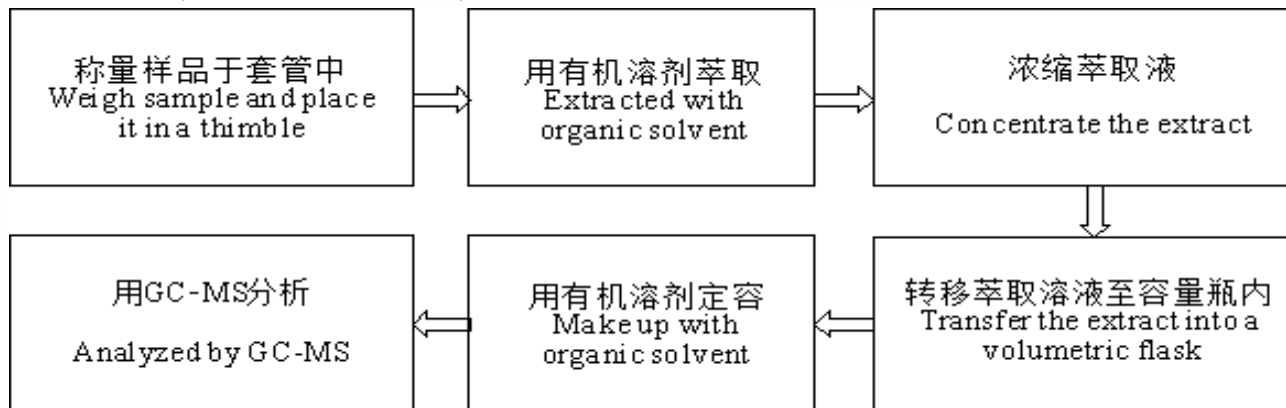 称量样品于套管中
Weigh sample and place
it in a thimble
用有机溶剂萃取
Extracted with
organic solvent
浓缩萃取液
Concentrate the extract
转移萃取溶液至容量瓶内
Transfer the extract into a
volumetric flask
用有机溶剂定容
Make up with
organic solvent
用GC-MS分析
Analyzed by GC-MS